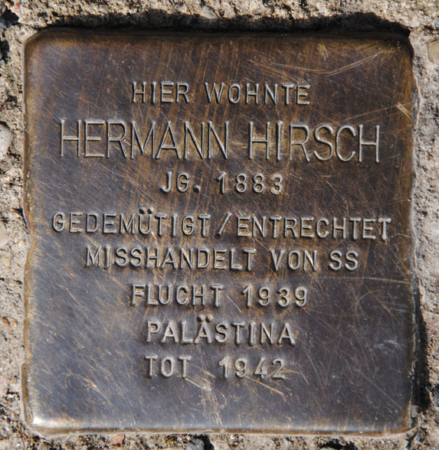 HIER WOHNTE
HERMANN HIRSCH
JG. 1883
GEDEMÜTIGT/ENTRECHTET
MISSHANDELT VON SS
FLUCHT 1939
PALÄSTINA
TOT 1942